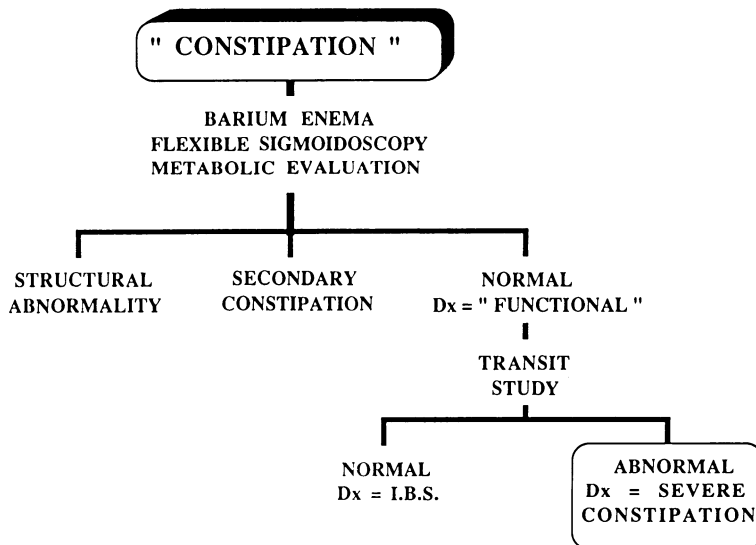 " CONSTIPATION "
BARIUM ENEMA
FLEXIBLE SIGMOIDOSCOPY
METABOLIC EVALUATION
STRUCTURAL
ABNORMALITY
SECONDARY
CONSTIPATION
NORMAL
Dx = " FUNCTIONAL "
TRANSIT
STUDY
NORMAL
Dx = I.B.S.
ABNORMAL
Dx = SEVERE
CONSTIPATION